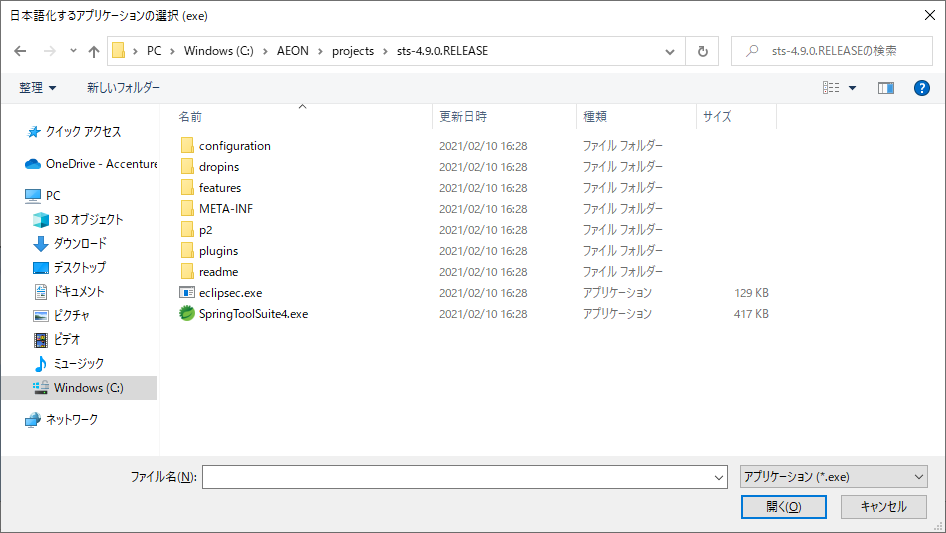 日本語化するアプリケーションの選択 (exe)
PC › Windows (C:) › AEON › projects › sts-4.9.0.RELEASE
sts-4.9.0.RELEASEの検索
整理 新しいフォルダー
名前 更新日時 種類 サイズ
クイック アクセス
OneDrive - Accenture
PC
3D オブジェクト
ダウンロード
デスクトップ
ドキュメント
ピクチャ
ビデオ
ミュージック
Windows (C:)
ネットワーク
configuration 2021/02/10 16:28 ファイル フォルダー
dropins 2021/02/10 16:28 ファイル フォルダー
features 2021/02/10 16:28 ファイル フォルダー
META-INF 2021/02/10 16:28 ファイル フォルダー
p2 2021/02/10 16:28 ファイル フォルダー
plugins 2021/02/10 16:28 ファイル フォルダー
readme 2021/02/10 16:28 ファイル フォルダー
eclipsec.exe 2021/02/10 16:28 アプリケーション 129 KB
SpringToolSuite4.exe 2021/02/10 16:28 アプリケーション 417 KB
ファイル名(N):
アプリケーション (*.exe)
開く(O) キャンセル